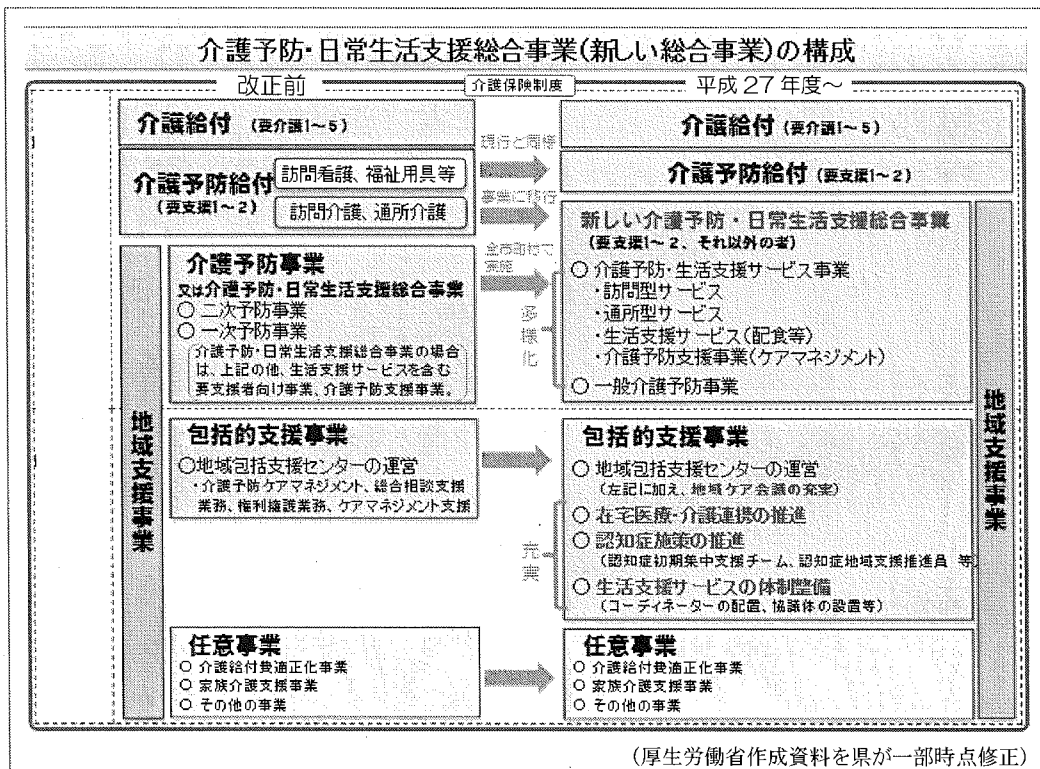 介護予防・日常生活支援総合事業(新しい総合事業)の構成
改正前
介護保険制度
平成27年度～
介護給付 (要介護1～5)
現行と同様
介護給付 (要介護1～5)
介護予防給付
(要支援1～2)
訪問看護、福祉用具等
訪問介護、通所介護
事業に移行
介護予防給付 (要支援1～2)
地域支援事業
介護予防事業
又は介護予防・日常生活支援総合事業
○ 二次予防事業
○ 一次予防事業
介護予防・日常生活支援総合事業の場合
は、上記の他、生活支援サービスを含む
要支援者向け事業、介護予防支援事業。
全市町村で
実施
多様化
新しい介護予防・日常生活支援総合事業
(要支援1～2、それ以外の者)
○ 介護予防・生活支援サービス事業
・訪問型サービス
・通所型サービス
・生活支援サービス(配食等)
・介護予防支援事業(ケアマネジメント)
○ 一般介護予防事業
地域支援事業
包括的支援事業
○地域包括支援センターの運営
・介護予防ケアマネジメント、総合相談支援
業務、権利擁護業務、ケアマネジメント支援
充実
包括的支援事業
○ 地域包括支援センターの運営
(左記に加え、地域ケア会議の充実)
○ 在宅医療・介護連携の推進
○ 認知症施策の推進
(認知症初期集中支援チーム、認知症地域支援推進員 等)
○ 生活支援サービスの体制整備
(コーディネーターの配置、協議体の設置等)
任意事業
○ 介護給付費適正化事業
○ 家族介護支援事業
○ その他の事業
任意事業
○ 介護給付費適正化事業
○ 家族介護支援事業
○ その他の事業
(厚生労働省作成資料を県が一部時点修正)